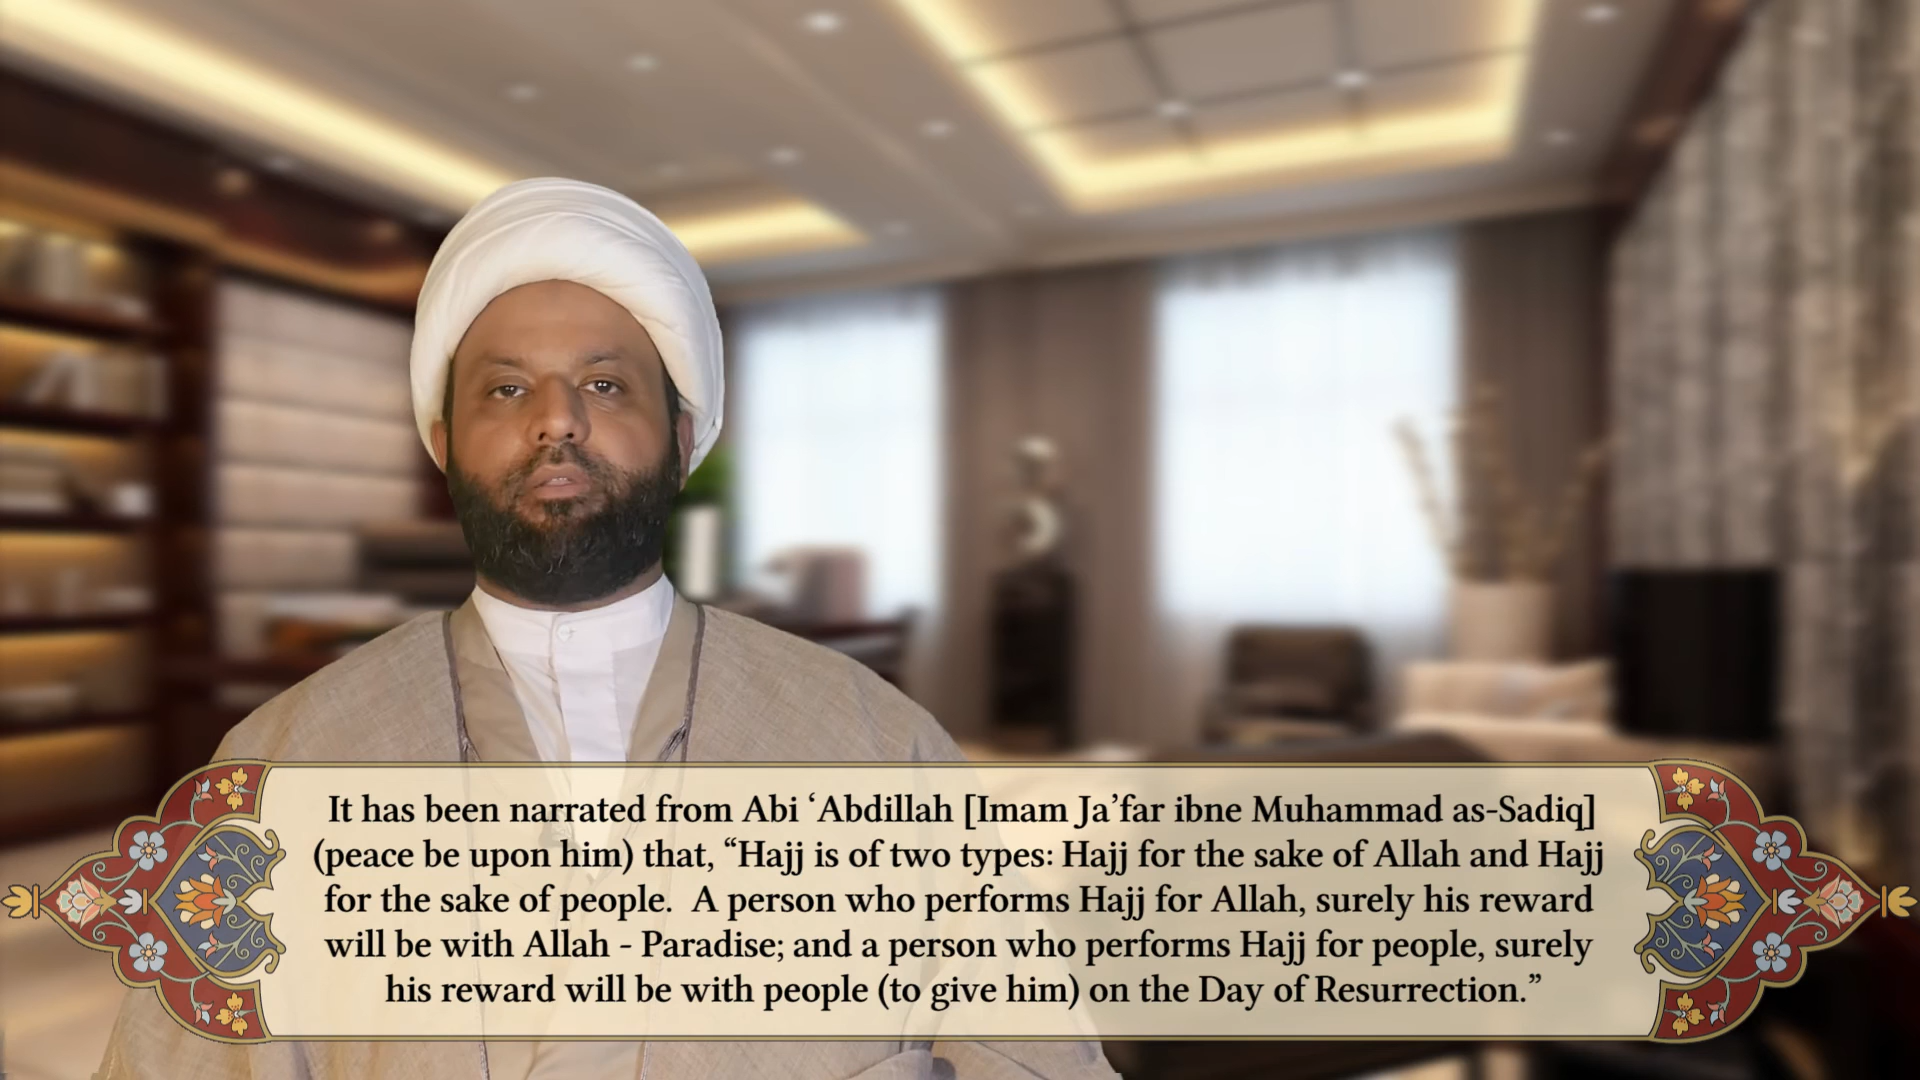 It has been narrated from Abi ‘Abdillah [Imam Ja’far ibne Muhammad as-Sadiq]
(peace be upon him) that, “Hajj is of two types: Hajj for the sake of Allah and Hajj
for the sake of people.  A person who performs Hajj for Allah, surely his reward
will be with Allah - Paradise; and a person who performs Hajj for people, surely
his reward will be with people (to give him) on the Day of Resurrection.”